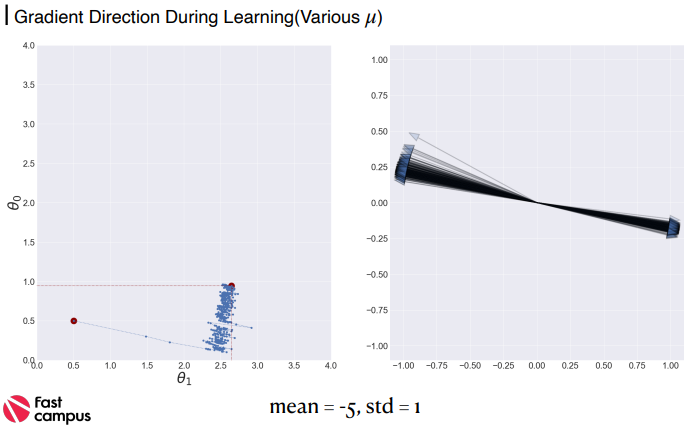 Gradient Direction During Learning(Various μ)
4.0
3.5
3.0
2.5
2.0
1.5
1.0
0.5
0.0
θ0
0.0 0.5 1.0 1.5 2.0 2.5 3.0 3.5 4.0
θ1
1.00
0.75
0.50
0.25
0.00
−0.25
−0.50
−0.75
−1.00
−1.00 −0.75 −0.50 −0.25 0.00 0.25 0.50 0.75 1.00
Fast
campus
mean = -5, std = 1